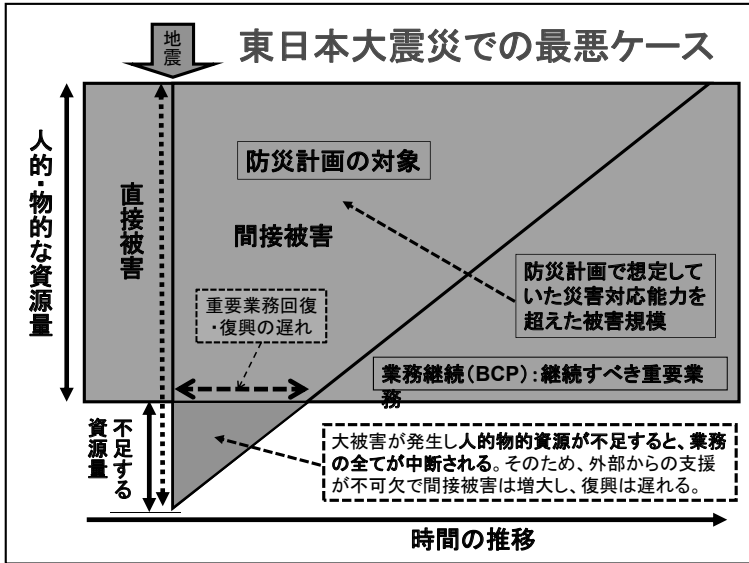 地震
東日本大震災での最悪ケース
人的・物的な資源量
直接被害
防災計画の対象
間接被害
重要業務回復
・復興の遅れ
防災計画で想定して
いた災害対応能力を
超えた被害規模
業務継続(BCP):継続すべき重要業
務
不足する
資源量
大被害が発生し人的物的資源が不足すると、業務
の全てが中断される。そのため、外部からの支援
が不可欠で間接被害は増大し、復興は遅れる。
時間の推移